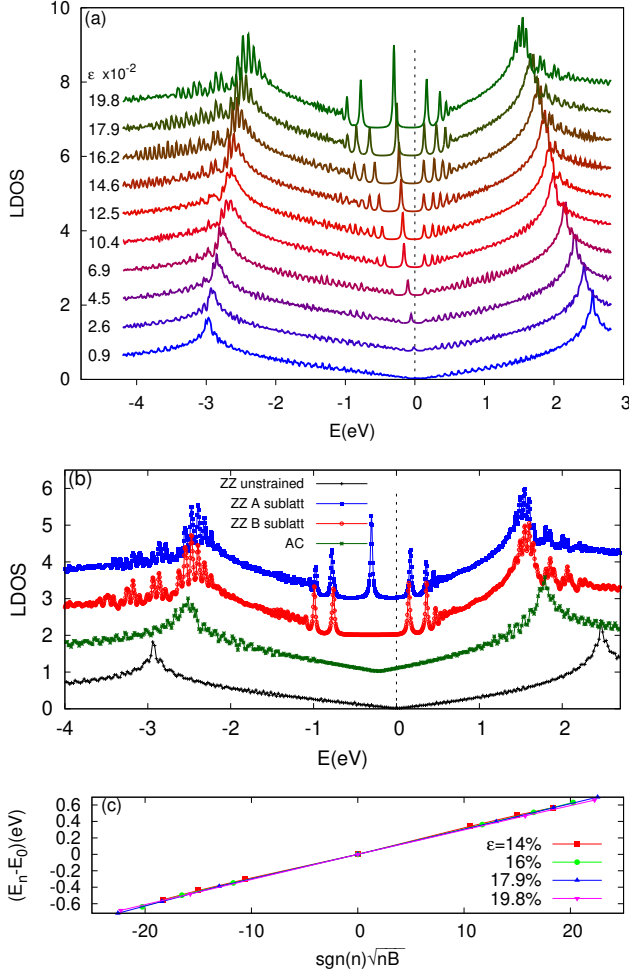 (a)
LDOS
10
8
6
4
2
0
ε x10-2
19.8
17.9
16.2
14.6
12.5
10.4
6.9
4.5
2.6
0.9
-4 -3 -2 -1 0 1 2 3
E(eV)
(b)
ZZ unstrained
ZZ A sublatt
ZZ B sublatt
AC
LDOS
6
5
4
3
2
1
0
-4 -3 -2 -1 0 1 2
E(eV)
(c)
(En-E0)(eV)
0.6
0.4
0.2
0
-0.2
-0.4
-0.6
ε=14%
16%
17.9%
19.8%
-20 -10 0 10 20
sgn(n)√nB